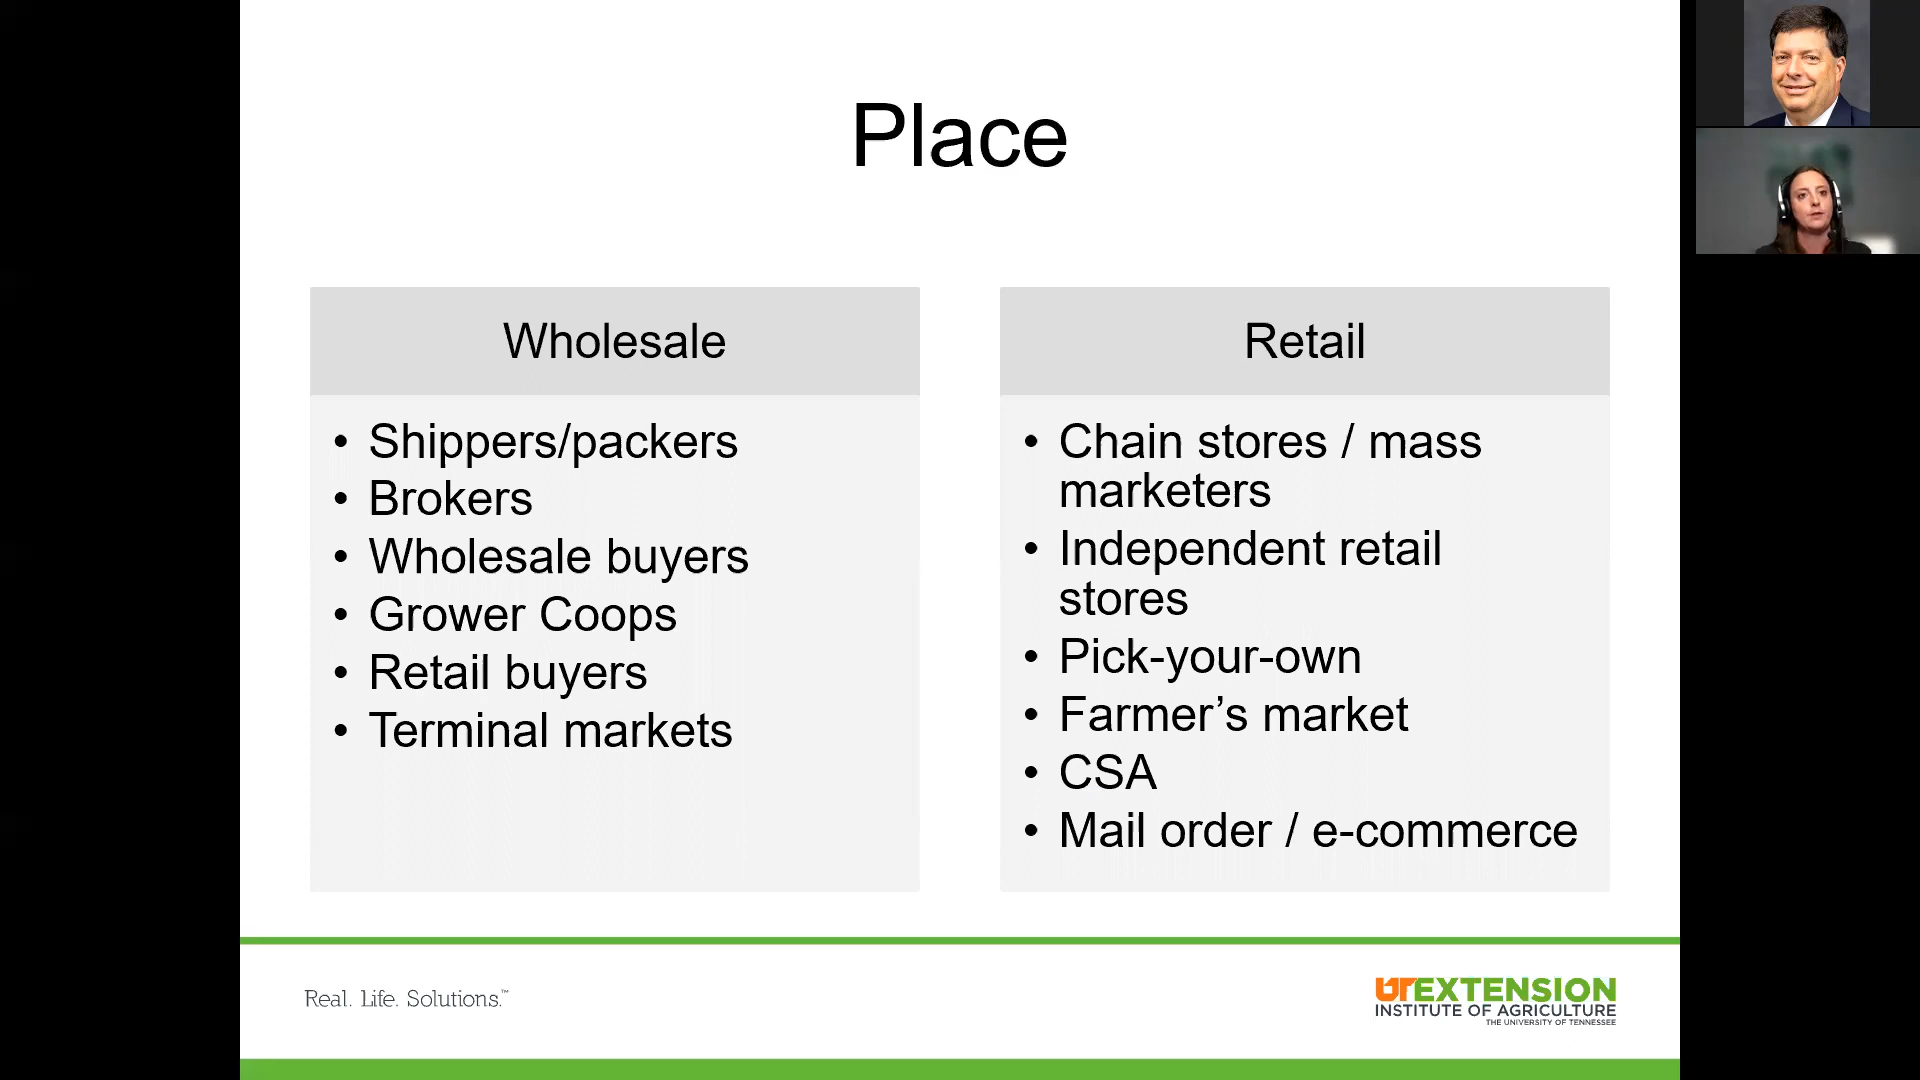 Place
Wholesale
• Shippers/packers
• Brokers
• Wholesale buyers
• Grower Coops
• Retail buyers
• Terminal markets
Retail
• Chain stores / mass
marketers
• Independent retail
stores
• Pick-your-own
• Farmer’s market
• CSA
• Mail order / e-commerce
Real. Life. Solutions.™
UTEXTENSION
INSTITUTE OF AGRICULTURE
THE UNIVERSITY OF TENNESSEE